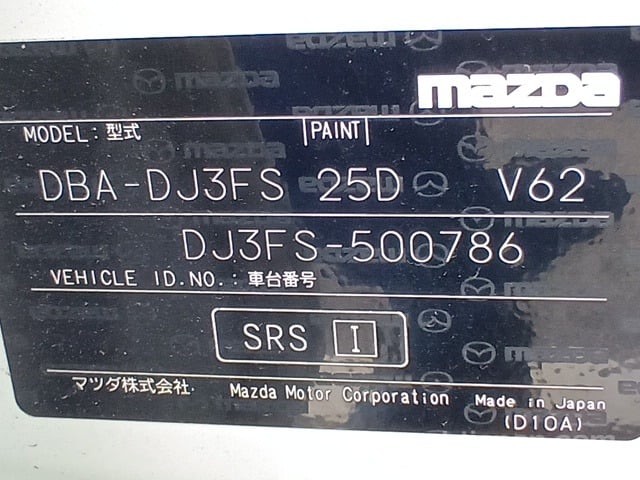 mazda
MODEL:型式 PAINT
DBA-DJ3FS 25D V62
DJ3FS-500786
VEHICLE ID.NO.:車台番号
SRS I
マツダ株式会社. Mazda Motor Corporation Made in Japan
(D10A)